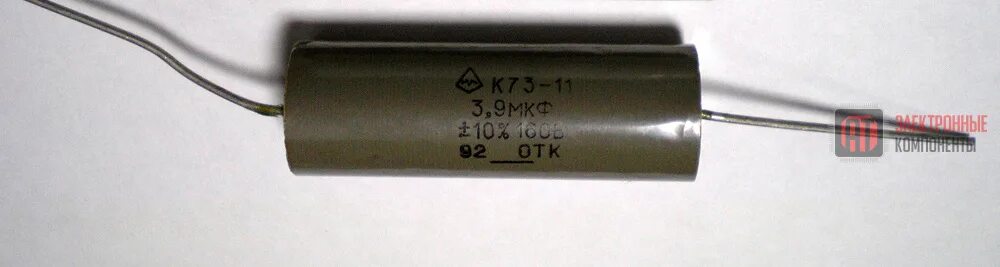 К73-11
3,9МКФ
±10% 160В
92 ОТК
ЭЛЕКТРОННЫЕ
КОМПОНЕНТЫ